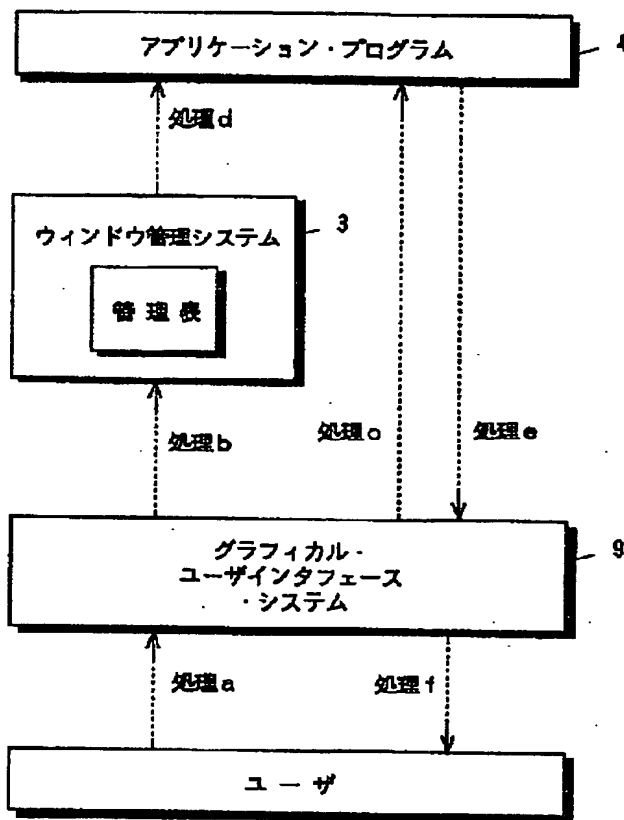 アプリケーション・プログラム
4
処理d
ウィンドウ管理システム
3
管理表
処理b
処理c
処理e
グラフィカル・
ユーザインタフェース
・システム
9
処理a
処理f
ユーザ